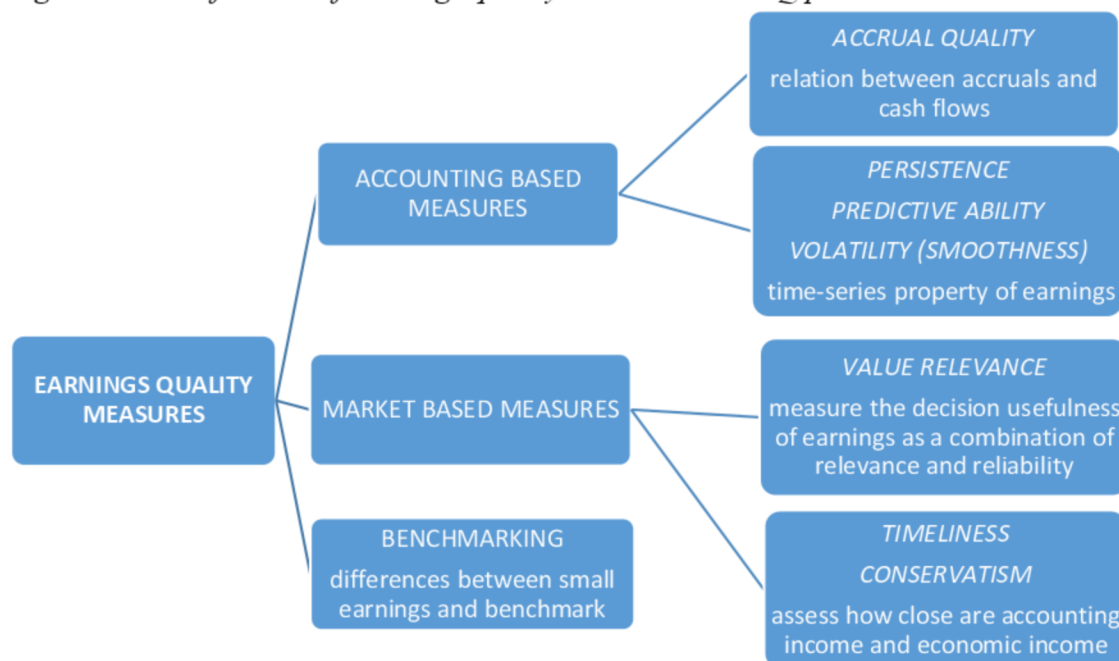 ACCRUAL QUALITY
relation between accruals and
cash flows
ACCOUNTING BASED
MEASURES
PERSISTENCE
PREDICTIVE ABILITY
VOLATILITY (SMOOTHNESS)
time-series property of earnings
EARNINGS QUALITY
MEASURES
MARKET BASED MEASURES
VALUE RELEVANCE
measure the decision usefulness
of earnings as a combination of
relevance and reliability
BENCHMARKING
differences between small
earnings and benchmark
TIMELINESS
CONSERVATISM
assess how close are accounting
income and economic income